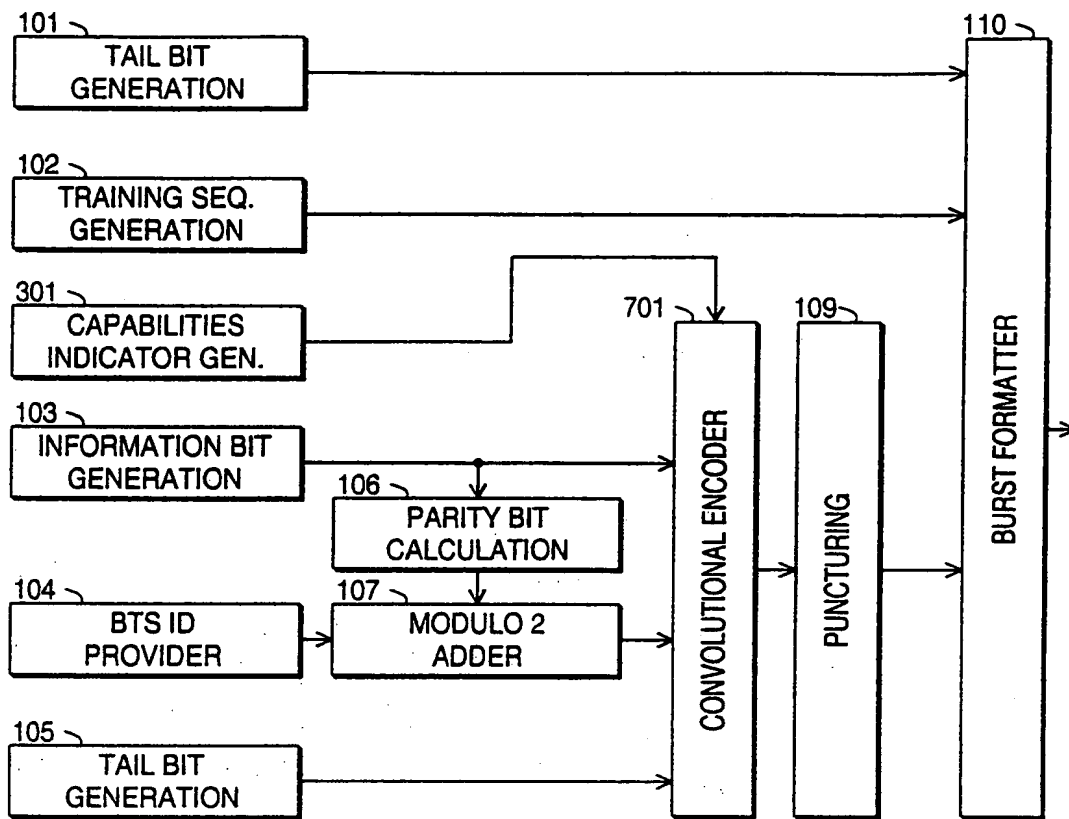 101
TAIL BIT
GENERATION
102
TRAINING SEQ.
GENERATION
301
CAPABILITIES
INDICATOR GEN.
103
INFORMATION BIT
GENERATION
106
PARITY BIT
CALCULATION
104
BTS ID
PROVIDER
107
MODULO 2
ADDER
105
TAIL BIT
GENERATION
701
CONVOLUTIONAL ENCODER
109
PUNCTURING
110
BURST FORMATTER